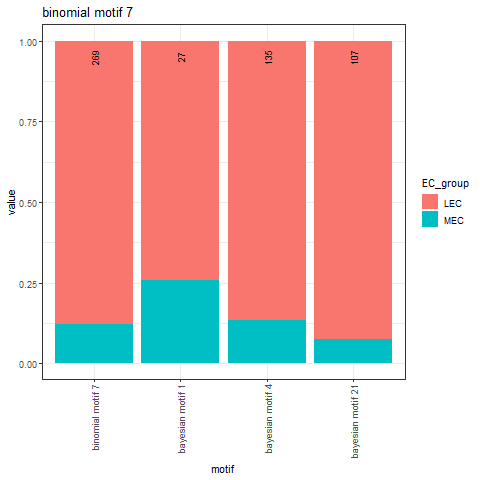 binomial motif 7
1.00
0.75
0.50
0.25
0.00
value
269
27
135
107
binomial motif 7
bayesian motif 1
bayesian motif 4
bayesian motif 21
motif
EC_group
LEC
MEC